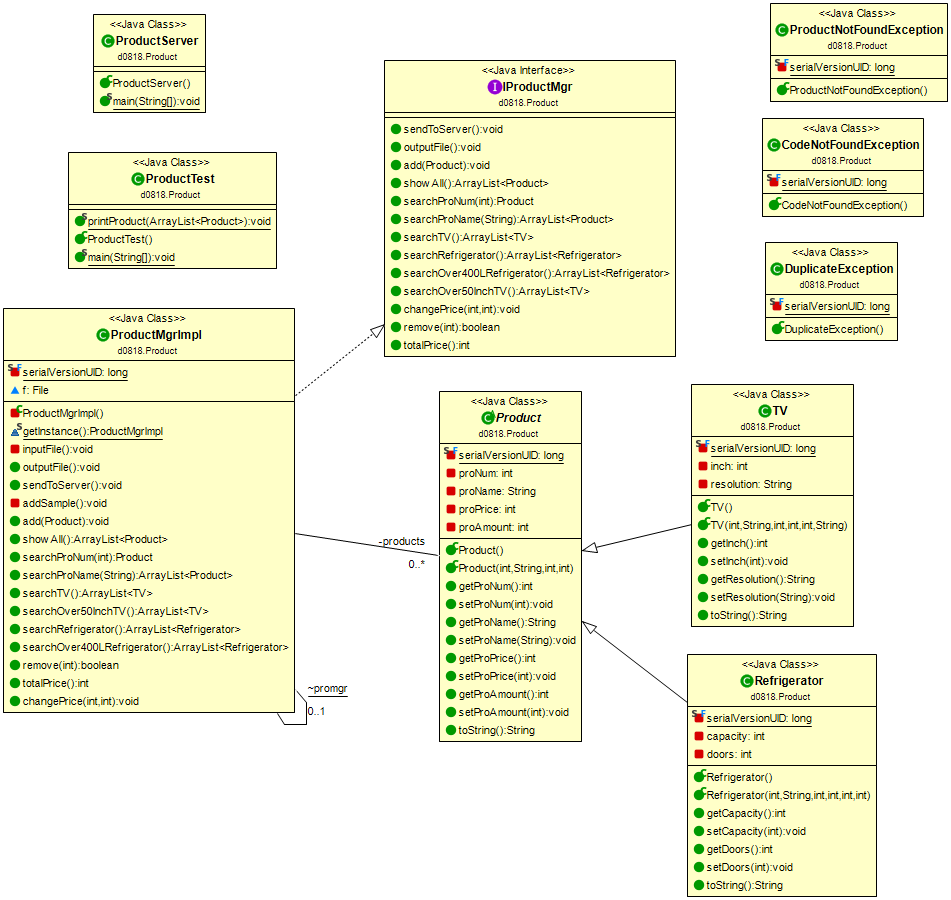 <<Java Class>>
ProductServer
d0818.Product
ProductServer()
main(String[]):void
<<Java Class>>
ProductTest
d0818.Product
printProduct(ArrayList<Product>):void
ProductTest()
main(String[]):void
<<Java Interface>>
IProductMgr
d0818.Product
sendToServer():void
outputFile():void
add(Product):void
show All():ArrayList<Product>
searchProNum(int):Product
searchProName(String):ArrayList<Product>
searchTV():ArrayList<TV>
searchRefrigerator():ArrayList<Refrigerator>
searchOver400LRefrigerator():ArrayList<Refrigerator>
searchOver50InchTV():ArrayList<TV>
changePrice(int,int):void
remove(int):boolean
totalPrice():int
<<Java Class>>
ProductNotFoundException
d0818.Product
serialVersionUID: long
ProductNotFoundException()
<<Java Class>>
CodeNotFoundException
d0818.Product
serialVersionUID: long
CodeNotFoundException()
<<Java Class>>
DuplicateException
d0818.Product
serialVersionUID: long
DuplicateException()
<<Java Class>>
ProductMgrImpl
d0818.Product
serialVersionUID: long
f: File
ProductMgrImpl()
getInstance():ProductMgrImpl
inputFile():void
outputFile():void
sendToServer():void
addSample():void
add(Product):void
show All():ArrayList<Product>
searchProNum(int):Product
searchProName(String):ArrayList<Product>
searchTV():ArrayList<TV>
searchOver50InchTV():ArrayList<TV>
searchRefrigerator():ArrayList<Refrigerator>
searchOver400LRefrigerator():ArrayList<Refrigerator>
remove(int):boolean
totalPrice():int
changePrice(int,int):void
~promgr
0..1
-products
0..*
<<Java Class>>
Product
d0818.Product
serialVersionUID: long
proNum: int
proName: String
proPrice: int
proAmount: int
Product()
Product(int,String,int,int)
getProNum():int
setProNum(int):void
getProName():String
setProName(String):void
getProPrice():int
setProPrice(int):void
getProAmount():int
setProAmount(int):void
toString():String
<<Java Class>>
TV
d0818.Product
serialVersionUID: long
inch: int
resolution: String
TV()
TV(int,String,int,int,int,String)
getInch():int
setInch(int):void
getResolution():String
setResolution(String):void
toString():String
<<Java Class>>
Refrigerator
d0818.Product
serialVersionUID: long
capacity: int
doors: int
Refrigerator()
Refrigerator(int,String,int,int,int,int)
getCapacity():int
setCapacity(int):void
getDoors():int
setDoors(int):void
toString():String